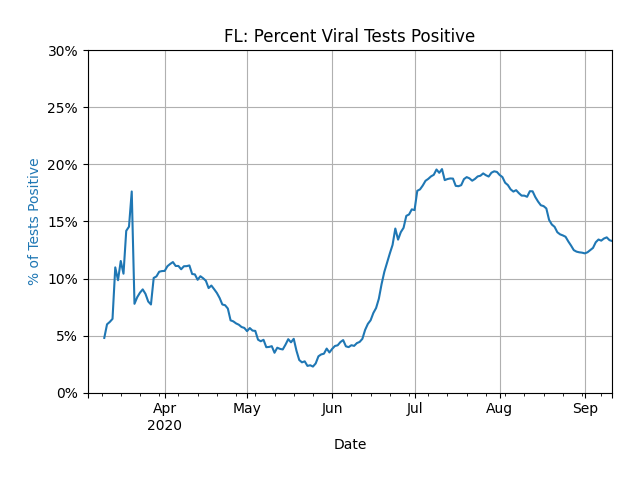 FL: Percent Viral Tests Positive
30%
25%
20%
15%
10%
5%
0%
% of Tests Positive
Apr May Jun Jul Aug Sep
2020
Date